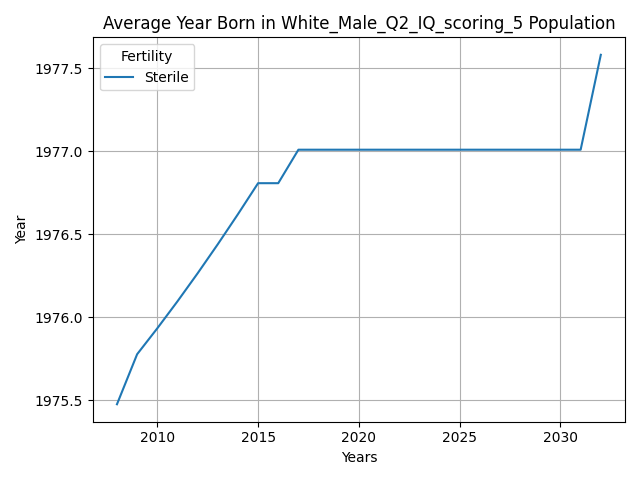 Average Year Born in White_Male_Q2_IQ_scoring_5 Population
Fertility
Sterile
1977.5
1977.0
1976.5
1976.0
1975.5
Year
2010 2015 2020 2025 2030
Years